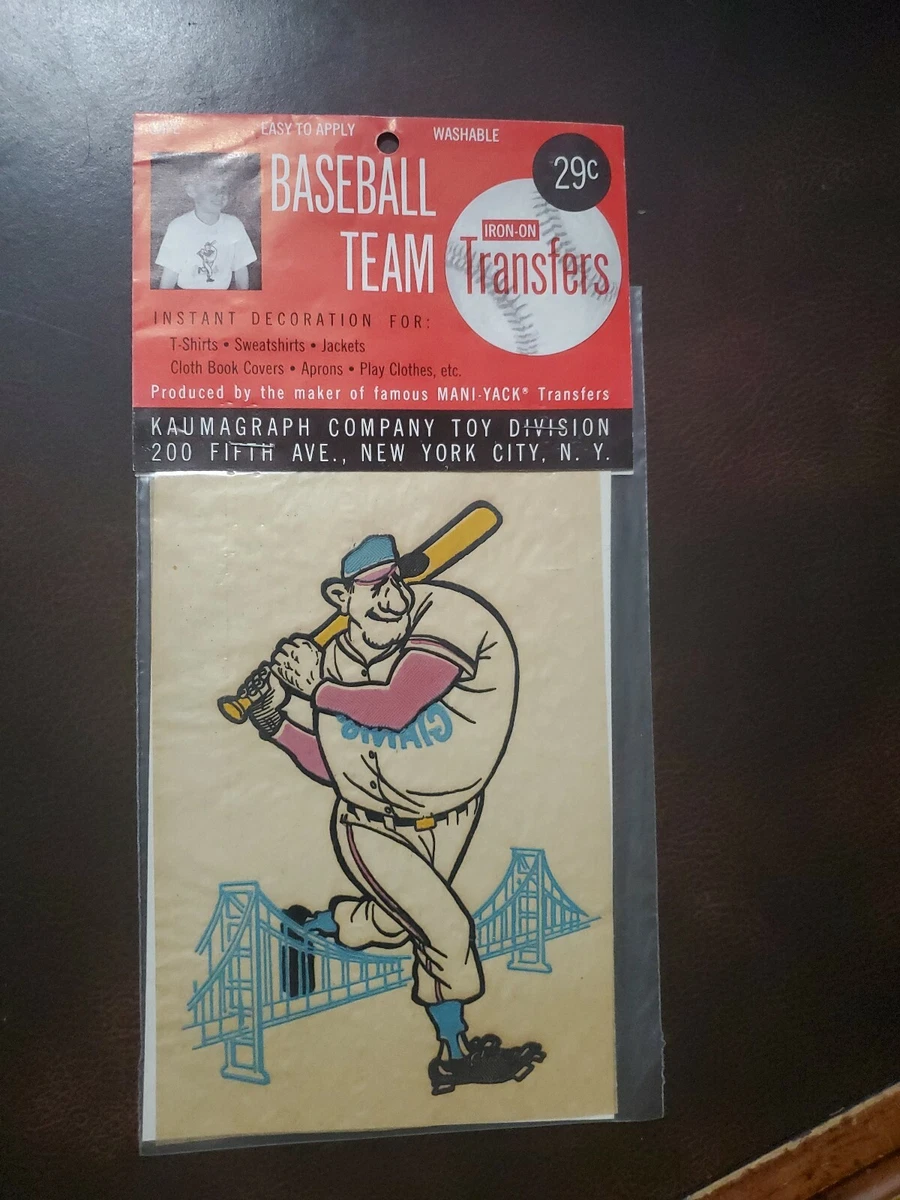 EASY TO APPLY WASHABLE
29c
BASEBALL
TEAM
IRON-ON
Transfers
INSTANT DECORATION FOR:
T-Shirts • Sweatshirts • Jackets
Cloth Book Covers • Aprons • Play Clothes, etc.
Produced by the maker of famous MANI-YACK® Transfers
KAUMAGRAPH COMPANY TOY DIVISION
200 FIFTH AVE., NEW YORK CITY, N. Y.
GIANTS